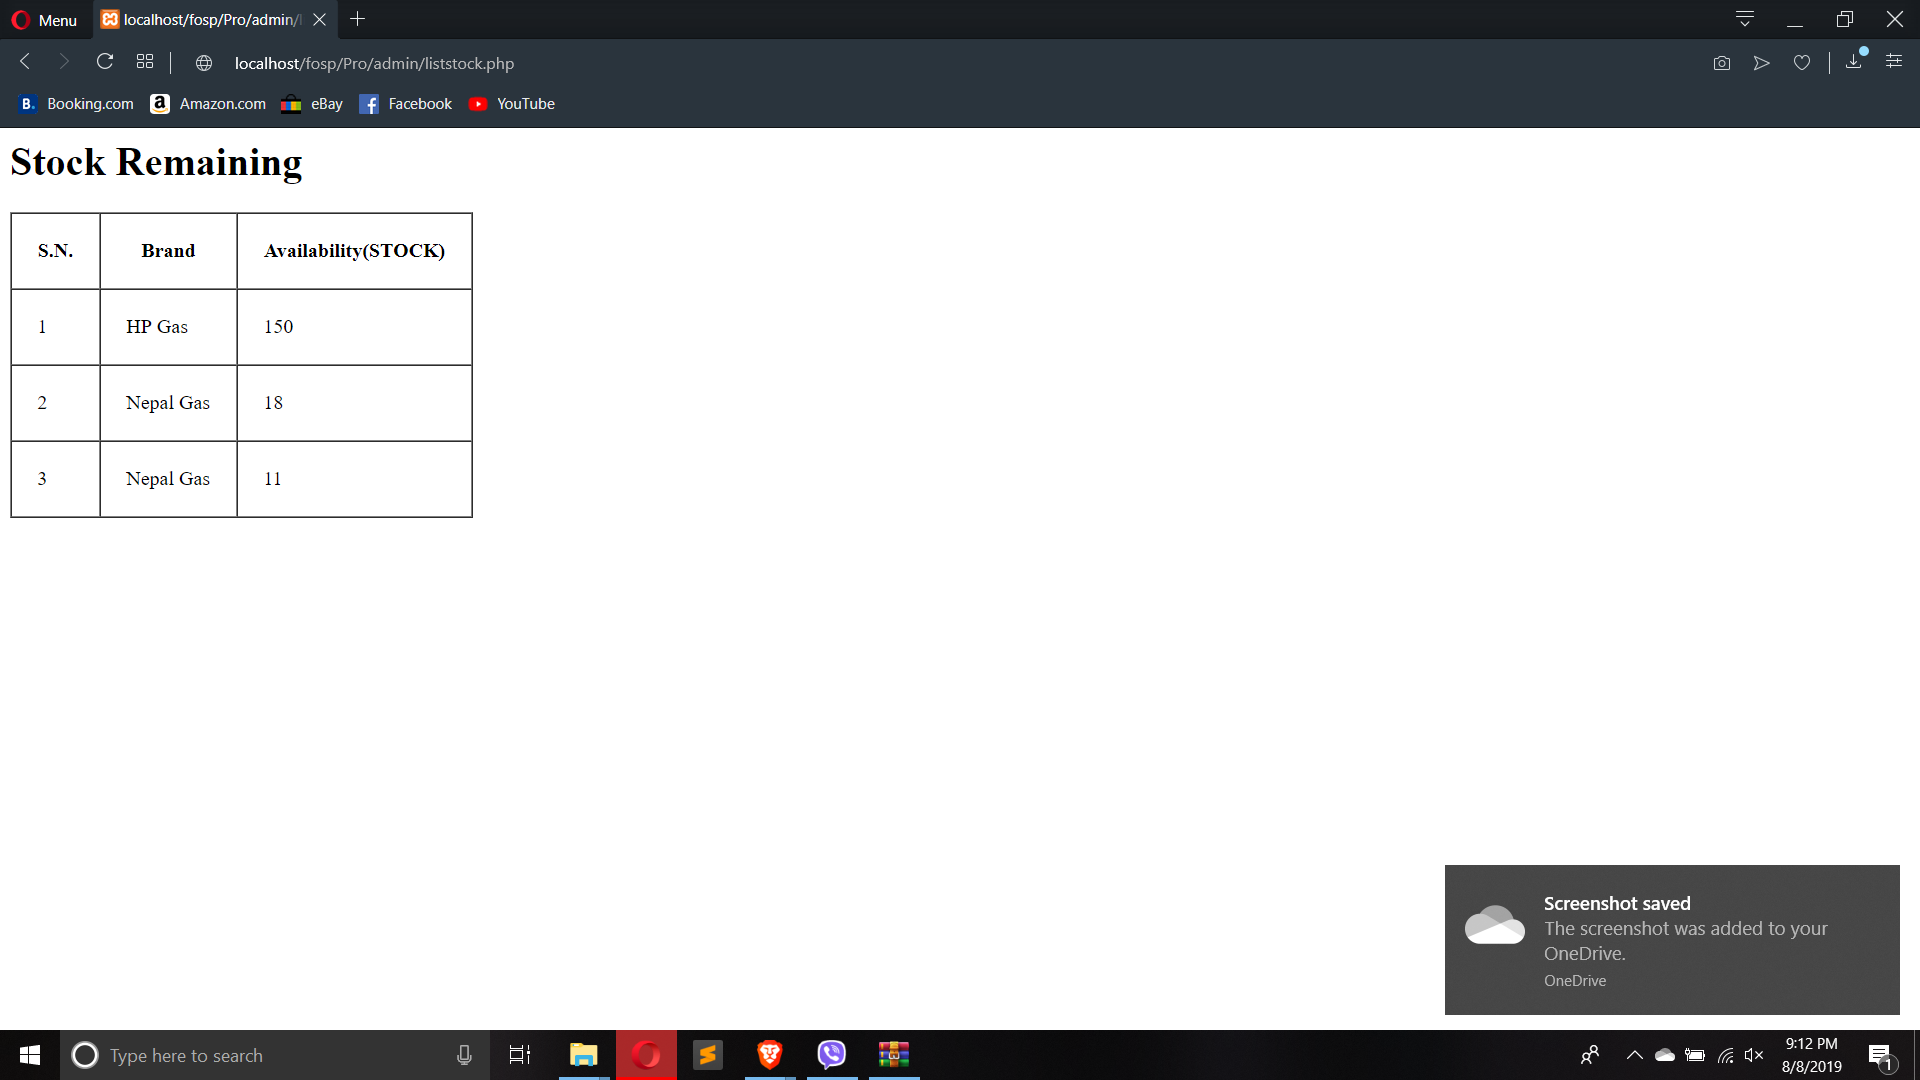 Menu
localhost/fosp/Pro/admin/l
localhost/fosp/Pro/admin/liststock.php
B. Booking.com a Amazon.com eBay f Facebook YouTube
Stock Remaining
S.N. Brand Availability(STOCK)
1 HP Gas 150
2 Nepal Gas 18
3 Nepal Gas 11
Screenshot saved
The screenshot was added to your
OneDrive.
OneDrive
Type here to search
9:12 PM
8/8/2019
1